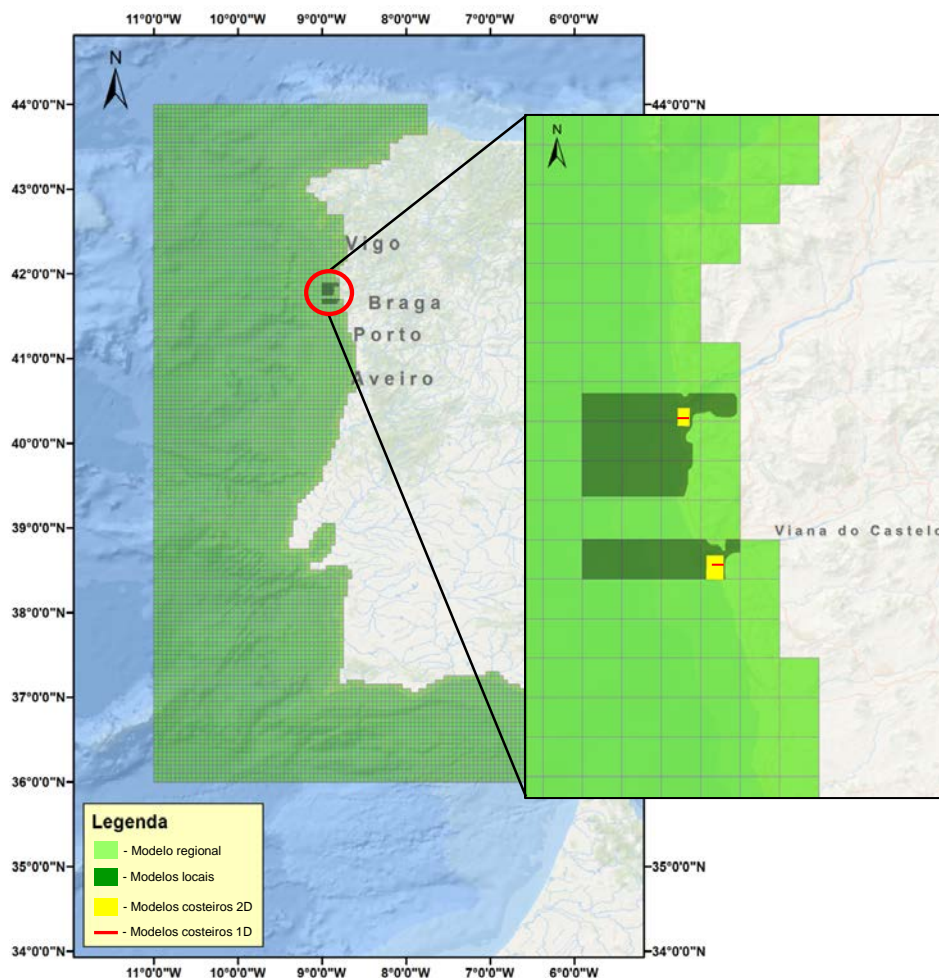 11°0'0"W 10°0'0"W 9°0'0"W 8°0'0"W 7°0'0"W 6°0'0"W
N
44°0'0"N
44°0'0"N
N
43°0'0"N
Vigo
42°0'0"N
Braga
Porto
41°0'0"N
Aveiro
40°0'0"N
39°0'0"N
Viana do Castelo
38°0'0"N
37°0'0"N
36°0'0"N
Legenda
- Modelo regional
- Modelos locais
- Modelos costeiros 2D
- Modelos costeiros 1D
35°0'0"N
35°0'0"N
34°0'0"N
34°0'0"N
11°0'0"W 10°0'0"W 9°0'0"W 8°0'0"W 7°0'0"W 6°0'0"W